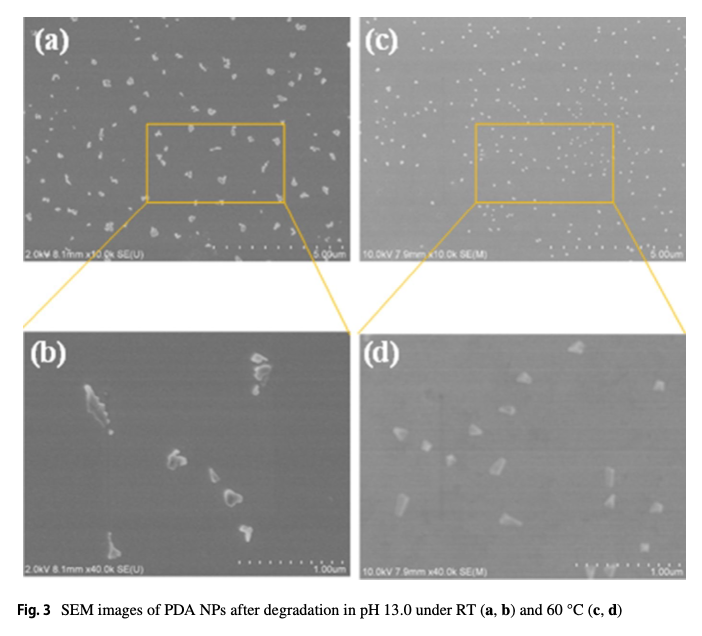 (a)
2.0kV 8.1mm x10.0k SE(U) 5.00um
(c)
10.0kV 7.9mm x10.0k SE(M) 5.00um
(b)
2.0kV 8.1mm x40.0k SE(U) 1.00um
(d)
10.0kV 7.9mm x40.0k SE(M) 1.00um
Fig. 3 SEM images of PDA NPs after degradation in pH 13.0 under RT (a, b) and 60 °C (c, d)